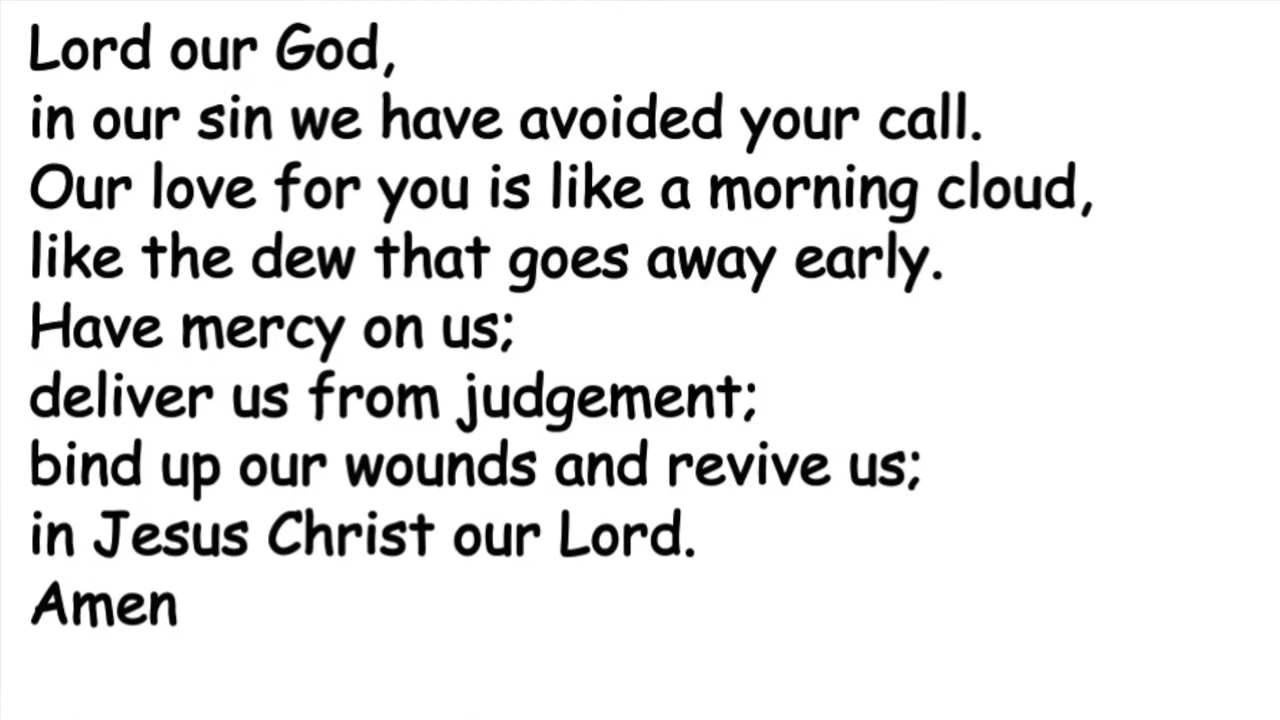 Lord our God,
in our sin we have avoided your call.
Our love for you is like a morning cloud,
like the dew that goes away early.
Have mercy on us;
deliver us from judgement;
bind up our wounds and revive us;
in Jesus Christ our Lord.
Amen